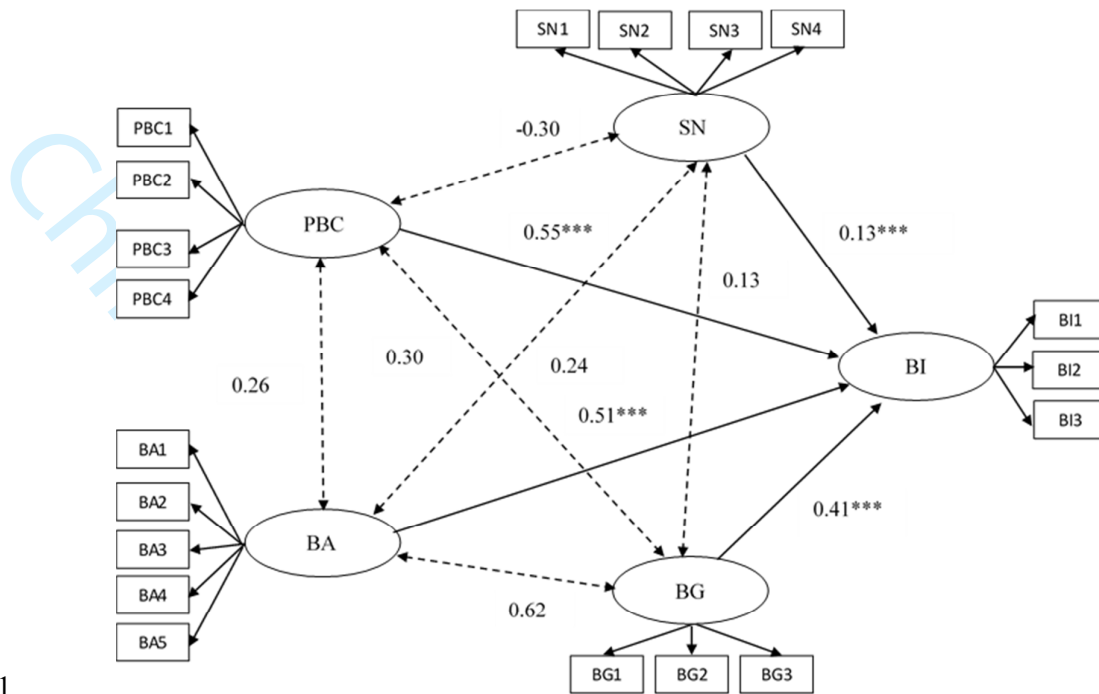 SN1 SN2 SN3 SN4
SN
-0.30
PBC1
PBC2
PBC3
PBC4
PBC
0.55***
0.13***
0.13
BI
BI1
BI2
BI3
0.26
0.30
0.24
0.51***
BA1
BA2
BA3
BA4
BA5
BA
0.41***
BG
0.62
BG1 BG2 BG3
1